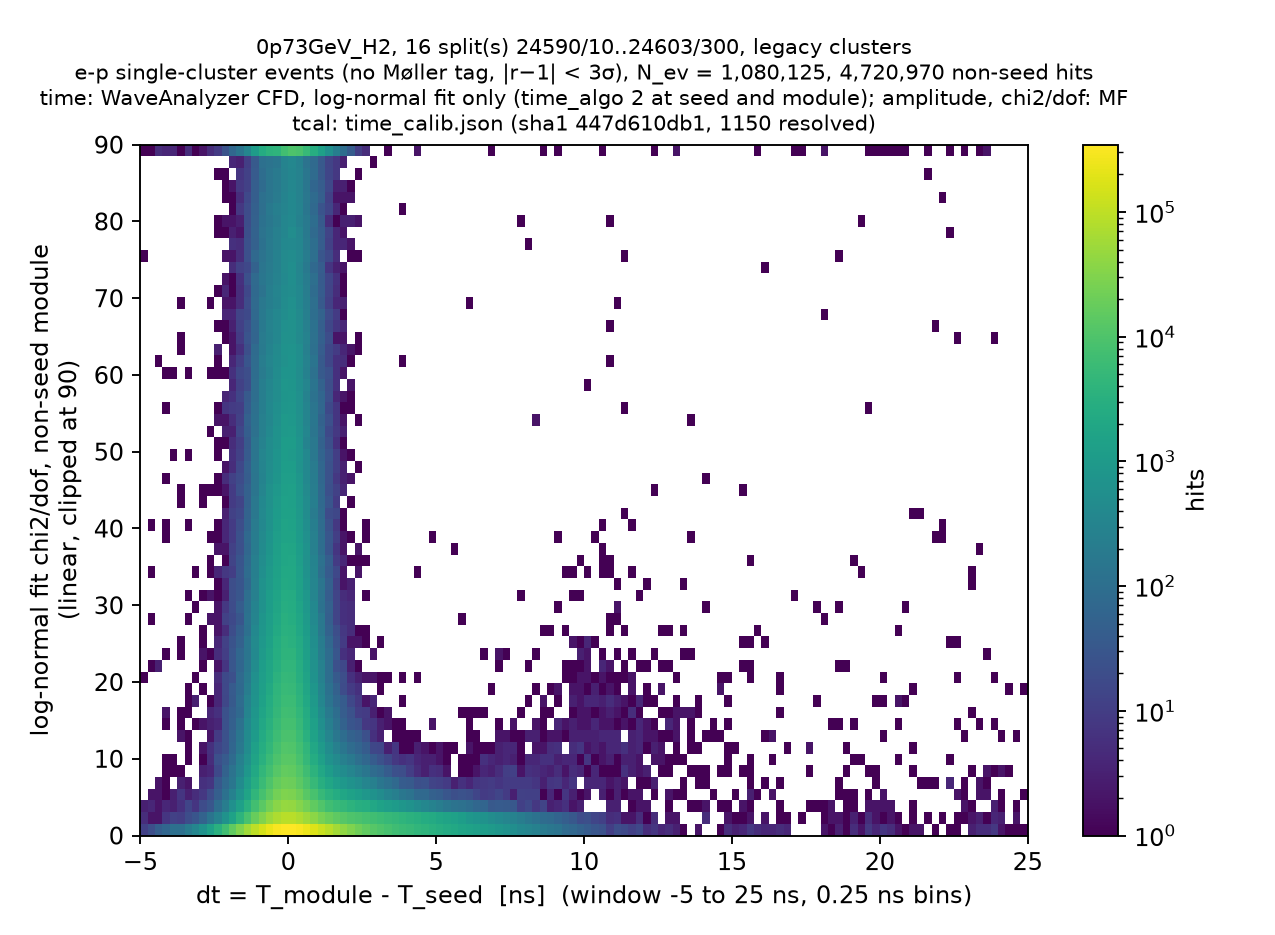 0p73GeV_H2, 16 split(s) 24590/10..24603/300, legacy clusters
e-p single-cluster events (no Møller tag, |r−1| < 3σ), N_ev = 1,080,125, 4,720,970 non-seed hits
time: WaveAnalyzer CFD, log-normal fit only (time_algo 2 at seed and module); amplitude, chi2/dof: MF
tcal: time_calib.json (sha1 447d610db1, 1150 resolved)
log-normal fit chi2/dof, non-seed module
(linear, clipped at 90)
90
80
70
60
50
40
30
20
10
0
−5
0
5
10
15
20
25
dt = T_module - T_seed [ns] (window -5 to 25 ns, 0.25 ns bins)
10⁵
10⁴
10³
10²
10¹
10⁰
hits